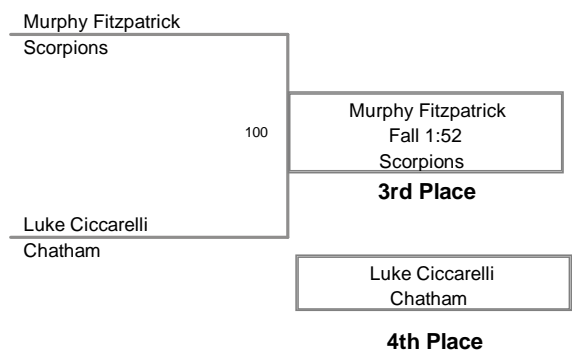 Murphy Fitzpatrick
Scorpions
100
Murphy Fitzpatrick
Fall 1:52
Scorpions
3rd Place
Luke Ciccarelli
Chatham
Luke Ciccarelli
Chatham
4th Place